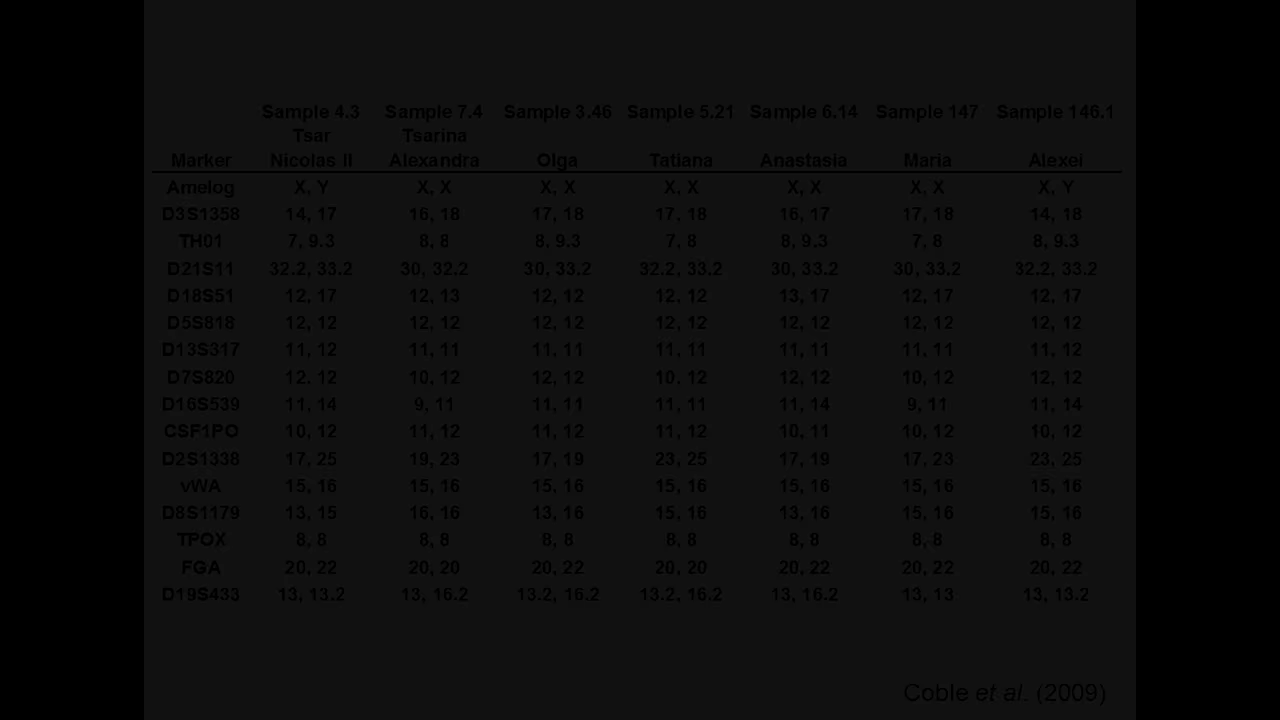 Sample 4.3 Sample 7.4 Sample 3.46 Sample 5.21 Sample 6.14 Sample 147 Sample 146.1
Tsar Tsarina
Marker Nicolas II Alexandra Olga Tatiana Anastasia Maria Alexei
Amelog X, Y X, X X, X X, X X, X X, X X, Y
D3S1358 14, 17 16, 18 17, 18 17, 18 16, 17 17, 18 14, 18
TH01 7, 9.3 8, 8 8, 9.3 7, 8 8, 9.3 7, 8 8, 9.3
D21S11 32.2, 33.2 30, 32.2 30, 33.2 32.2, 33.2 30, 33.2 30, 33.2 32.2, 33.2
D18S51 12, 17 12, 13 12, 12 12, 12 13, 17 12, 17 12, 17
D5S818 12, 12 12, 12 12, 12 12, 12 12, 12 12, 12 12, 12
D13S317 11, 12 11, 11 11, 11 11, 11 11, 11 11, 11 11, 12
D7S820 12. 12 10, 12 12, 12 10. 12 12, 12 10, 12 12, 12
D16S539 11, 14 9, 11 11, 11 11, 11 11, 14 9, 11 11, 14
CSF1PO 10, 12 11, 12 11, 12 11, 12 10, 11 10, 12 10, 12
D2S1338 17, 25 19, 23 17, 19 23, 25 17, 19 17, 23 23, 25
vWA 15, 16 15, 16 15, 16 15, 16 15, 16 15, 16 15, 16
D8S1179 13, 15 16, 16 13, 16 15, 16 13, 16 15, 16 15, 16
TPOX 8, 8 8, 8 8, 8 8, 8 8, 8 8, 8 8, 8
FGA 20, 22 20, 20 20, 22 20, 20 20, 22 20, 22 20, 22
D19S433 13, 13.2 13, 16.2 13.2, 16.2 13.2, 16.2 13, 16.2 13, 13 13, 13.2
Coble et al. (2009)